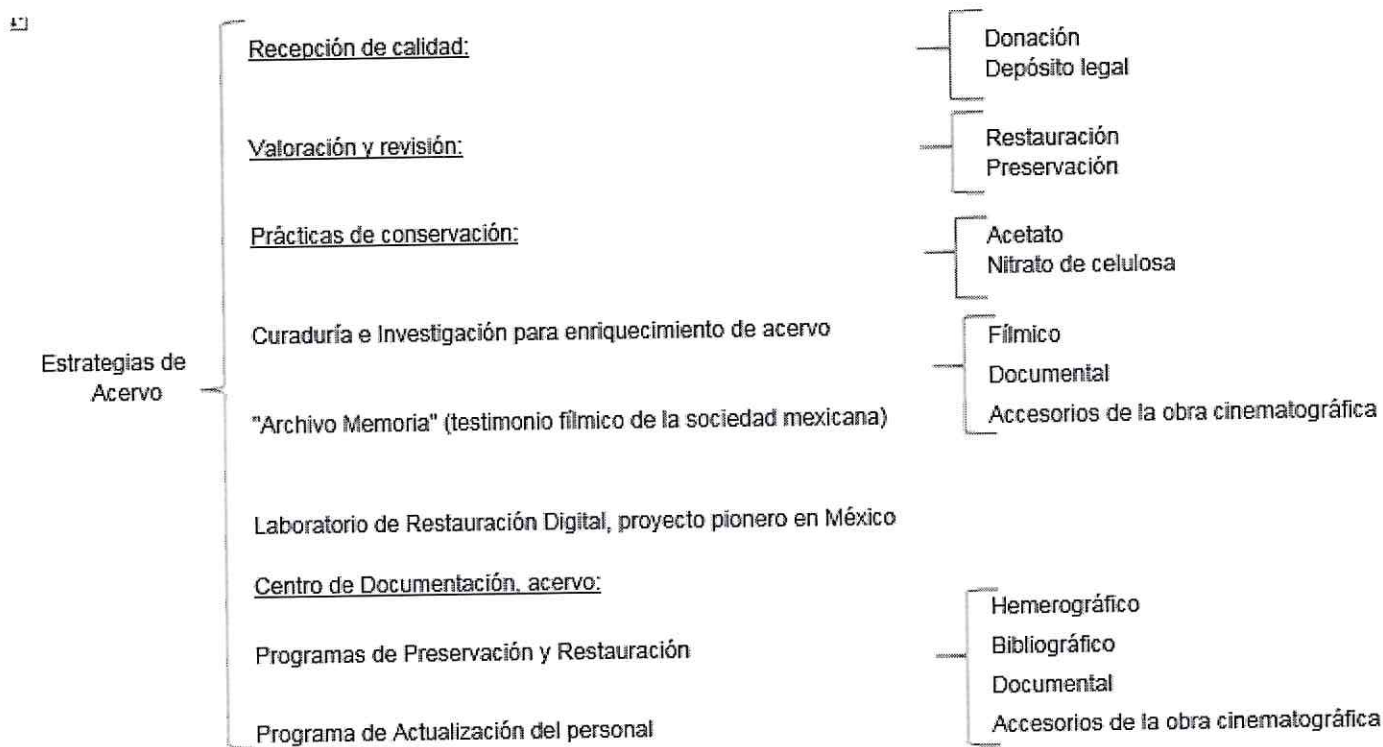 Recepción de calidad:
Donación
Depósito legal
Valoración y revisión:
Restauración
Preservación
Prácticas de conservación:
Acetato
Nitrato de celulosa
Estrategias de
Acervo
Curaduría e Investigación para enriquecimiento de acervo
Fílmico
Documental
Accesorios de la obra cinematográfica
"Archivo Memoria" (testimonio fílmico de la sociedad mexicana)
Laboratorio de Restauración Digital, proyecto pionero en México
Centro de Documentación, acervo:
Hemerográfico
Bibliográfico
Documental
Accesorios de la obra cinematográfica
Programas de Preservación y Restauración
Programa de Actualización del personal